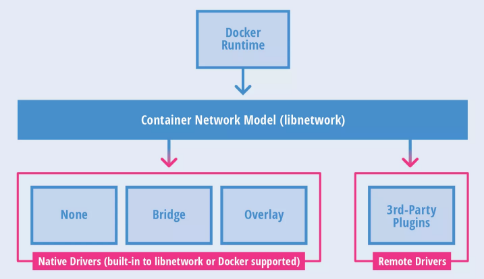 Docker
Runtime
Container Network Model (libnetwork)
None
Bridge
Overlay
3rd-Party
Plugins
Native Drivers (built-in to libnetwork or Docker supported)
Remote Drivers